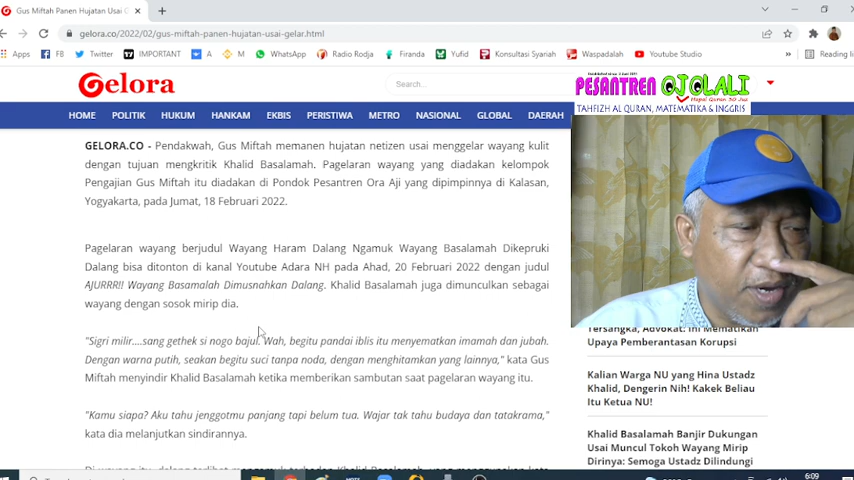 Gus Miftah Panen Hujatan Usai G
gelora.co/2022/02/gus-miftah-panen-hujatan-usai-gelar.html
Apps F8 Twitter IMPORTANT A M WhatsApp Radio Rodja Firanda Yufid Konsultasi Syariah Waspadalah Youtube Studio » Reading li
Gelora
Search...
PESANTREN OJOLALI
Hapal Quran 30 Juz
TAHFIZH AL QURAN, MATEMATIKA & INGGRIS
HOME POLITIK HUKUM HANKAM EKBIS PERISTIWA METRO NASIONAL GLOBAL DAERAH
GELORA.CO - Pendakwah, Gus Miftah memanen hujatan netizen usai menggelar wayang kulit
dengan tujuan mengkritik Khalid Basalamah. Pagelaran wayang yang diadakan kelompok
Pengajian Gus Miftah itu diadakan di Pondok Pesantren Ora Aji yang dipimpinnya di Kalasan,
Yogyakarta, pada Jumat, 18 Februari 2022.
Pagelaran wayang berjudul Wayang Haram Dalang Ngamuk Wayang Basalamah Dikepruki
Dalang bisa ditonton di kanal Youtube Adara NH pada Ahad, 20 Februari 2022 dengan judul
AJURRR!! Wayang Basamalah Dimusnahkan Dalang. Khalid Basalamah juga dimunculkan sebagai
wayang dengan sosok mirip dia.
"Sigri milir....sang gethek si nogo bajul. Wah, begitu pandai iblis itu menyematkan imamah dan jubah.
Dengan warna putih, seakan begitu suci tanpa noda, dengan menghitamkan yang lainnya," kata Gus
Miftah menyindir Khalid Basalamah ketika memberikan sambutan saat pagelaran wayang itu.
"Kamu siapa? Aku tahu jenggotmu panjang tapi belum tua. Wajar tak tahu budaya dan tatakrama,"
kata dia melanjutkan sindirannya.
Tersangka, Advokat: Ini Mematikan
Upaya Pemberantasan Korupsi
Kalian Warga NU yang Hina Ustadz
Khalid, Dengerin Nih! Kakek Beliau
Itu Ketua NU!
Khalid Basalamah Banjir Dukungan
Usai Muncul Tokoh Wayang Mirip
Dirinya: Semoga Ustadz Dilindungi
6:09